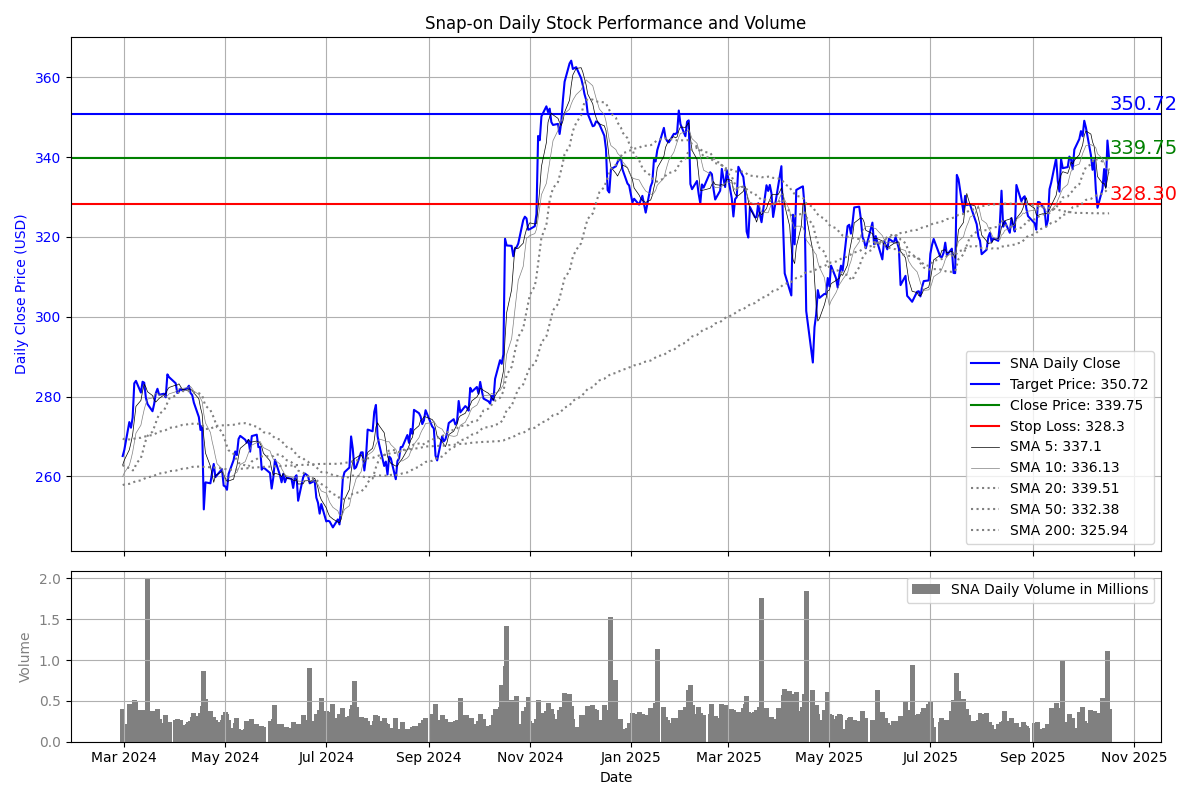 Snap-on Daily Stock Performance and Volume
Daily Close Price (USD)
360
340
320
300
280
260
350.72
339.75
328.30
SNA Daily Close
Target Price: 350.72
Close Price: 339.75
Stop Loss: 328.3
SMA 5: 337.1
SMA 10: 336.13
SMA 20: 339.51
SMA 50: 332.38
SMA 200: 325.94
Volume
2.0
1.5
1.0
0.5
0.0
SNA Daily Volume in Millions
Mar 2024 May 2024 Jul 2024 Sep 2024 Nov 2024 Jan 2025 Mar 2025 May 2025 Jul 2025 Sep 2025 Nov 2025
Date